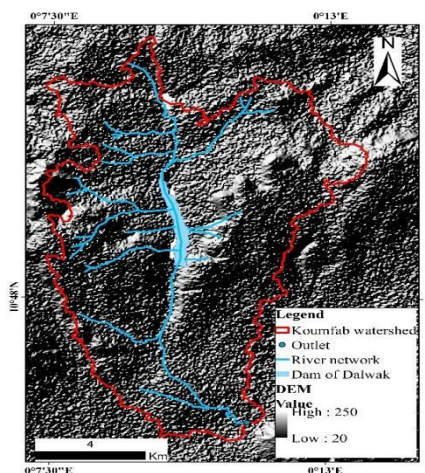 0°7'30"E 0°13'E
N
10°48'N
Legend
Koumfab watershed
Outlet
River network
Dam of Dalwak
DEM
Value
High : 250
Low : 20
4
Km
0°7'30"E 0°13'E